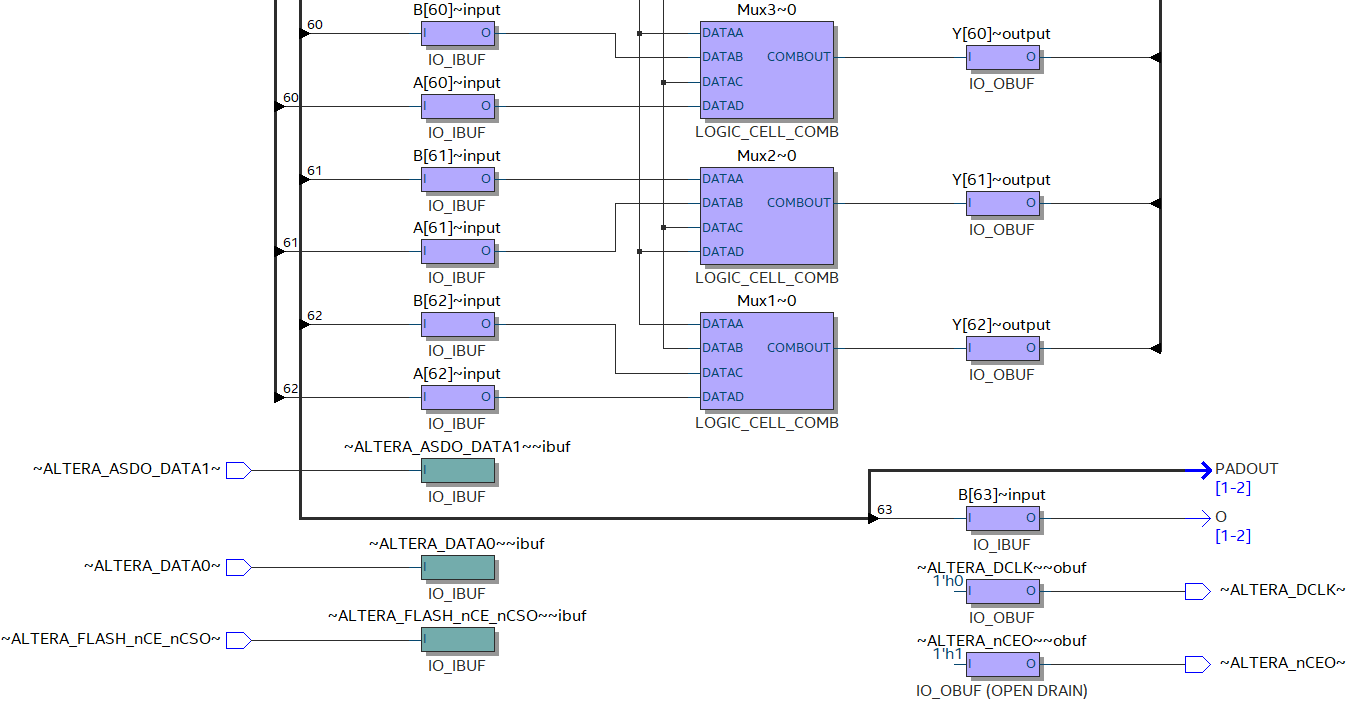 B[60]~input
Mux3~0
60
I O
DATAA
Y[60]~output
IO_IBUF
DATAB COMBOUT
I O
A[60]~input
DATAC
IO_OBUF
60
I O
DATAD
IO_IBUF
LOGIC_CELL_COMB
B[61]~input
Mux2~0
61
I O
DATAA
Y[61]~output
IO_IBUF
DATAB COMBOUT
I O
A[61]~input
DATAC
IO_OBUF
61
I O
DATAD
IO_IBUF
LOGIC_CELL_COMB
B[62]~input
Mux1~0
62
I O
DATAA
Y[62]~output
IO_IBUF
DATAB COMBOUT
I O
A[62]~input
DATAC
IO_OBUF
62
I O
DATAD
IO_IBUF
LOGIC_CELL_COMB
~ALTERA_ASDO_DATA1~~ibuf
~ALTERA_ASDO_DATA1~
I
PADOUT
IO_IBUF
[1-2]
B[63]~input
63
I O
O
[1-2]
IO_IBUF
~ALTERA_DATA0~~ibuf
~ALTERA_DATA0~
I
IO_IBUF
~ALTERA_DCLK~~obuf
1'h0
I O
~ALTERA_DCLK~
IO_OBUF
~ALTERA_FLASH_nCE_nCSO~~ibuf
~ALTERA_FLASH_nCE_nCSO~
I
IO_IBUF
~ALTERA_nCEO~~obuf
1'h1
I O
~ALTERA_nCEO~
IO_OBUF (OPEN DRAIN)